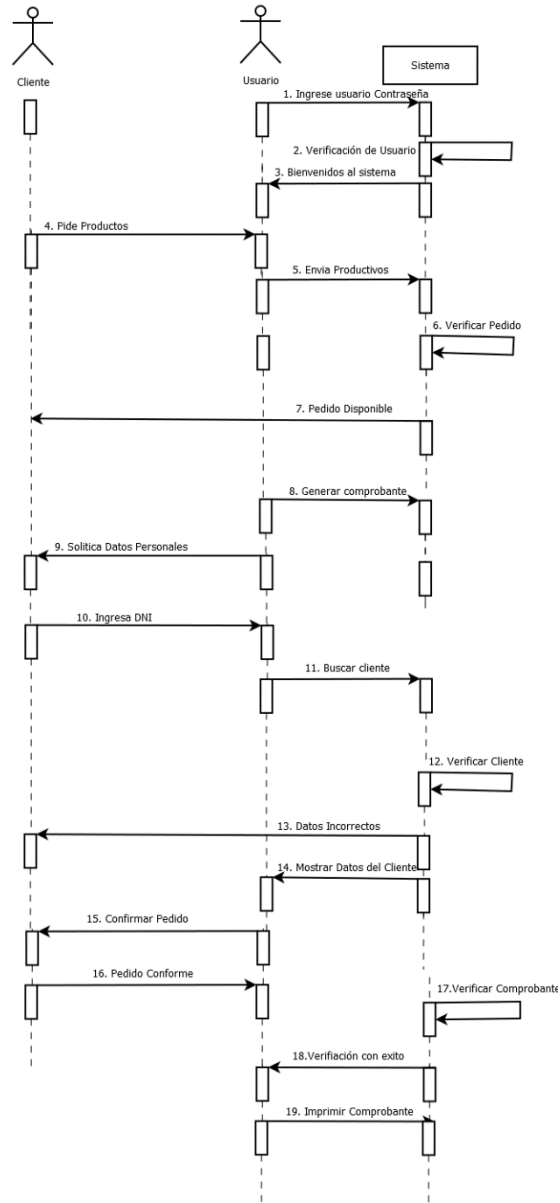 Cliente
Usuario
Sistema
1. Ingrese usuario Contraseña
2. Verificación de Usuario
3. Bienvenidos al sistema
4. Pide Productos
5. Envia Productivos
6. Verificar Pedido
7. Pedido Disponible
8. Generar comprobante
9. Solitica Datos Personales
10. Ingresa DNI
11. Buscar cliente
12. Verificar Cliente
13. Datos Incorrectos
14. Mostrar Datos del Cliente
15. Confirmar Pedido
16. Pedido Conforme
17.Verificar Comprobante
18.Verifiación con exito
19. Imprimir Comprobante